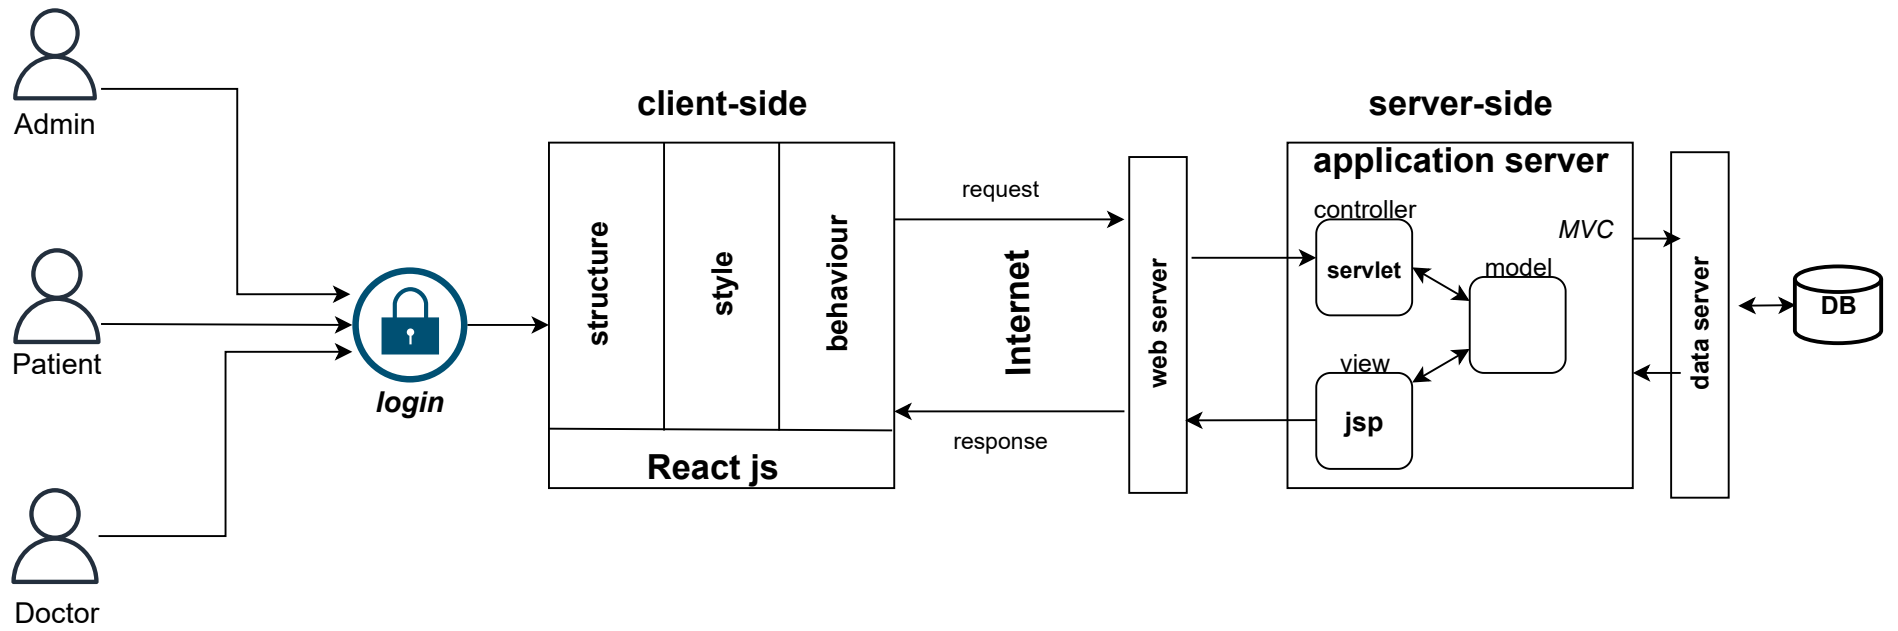 Admin
Patient
Doctor
login
client-side
structure
style
behaviour
React js
request
Internet
response
web server
server-side
application server
controller
servlet
MVC
model
view
jsp
data server
DB